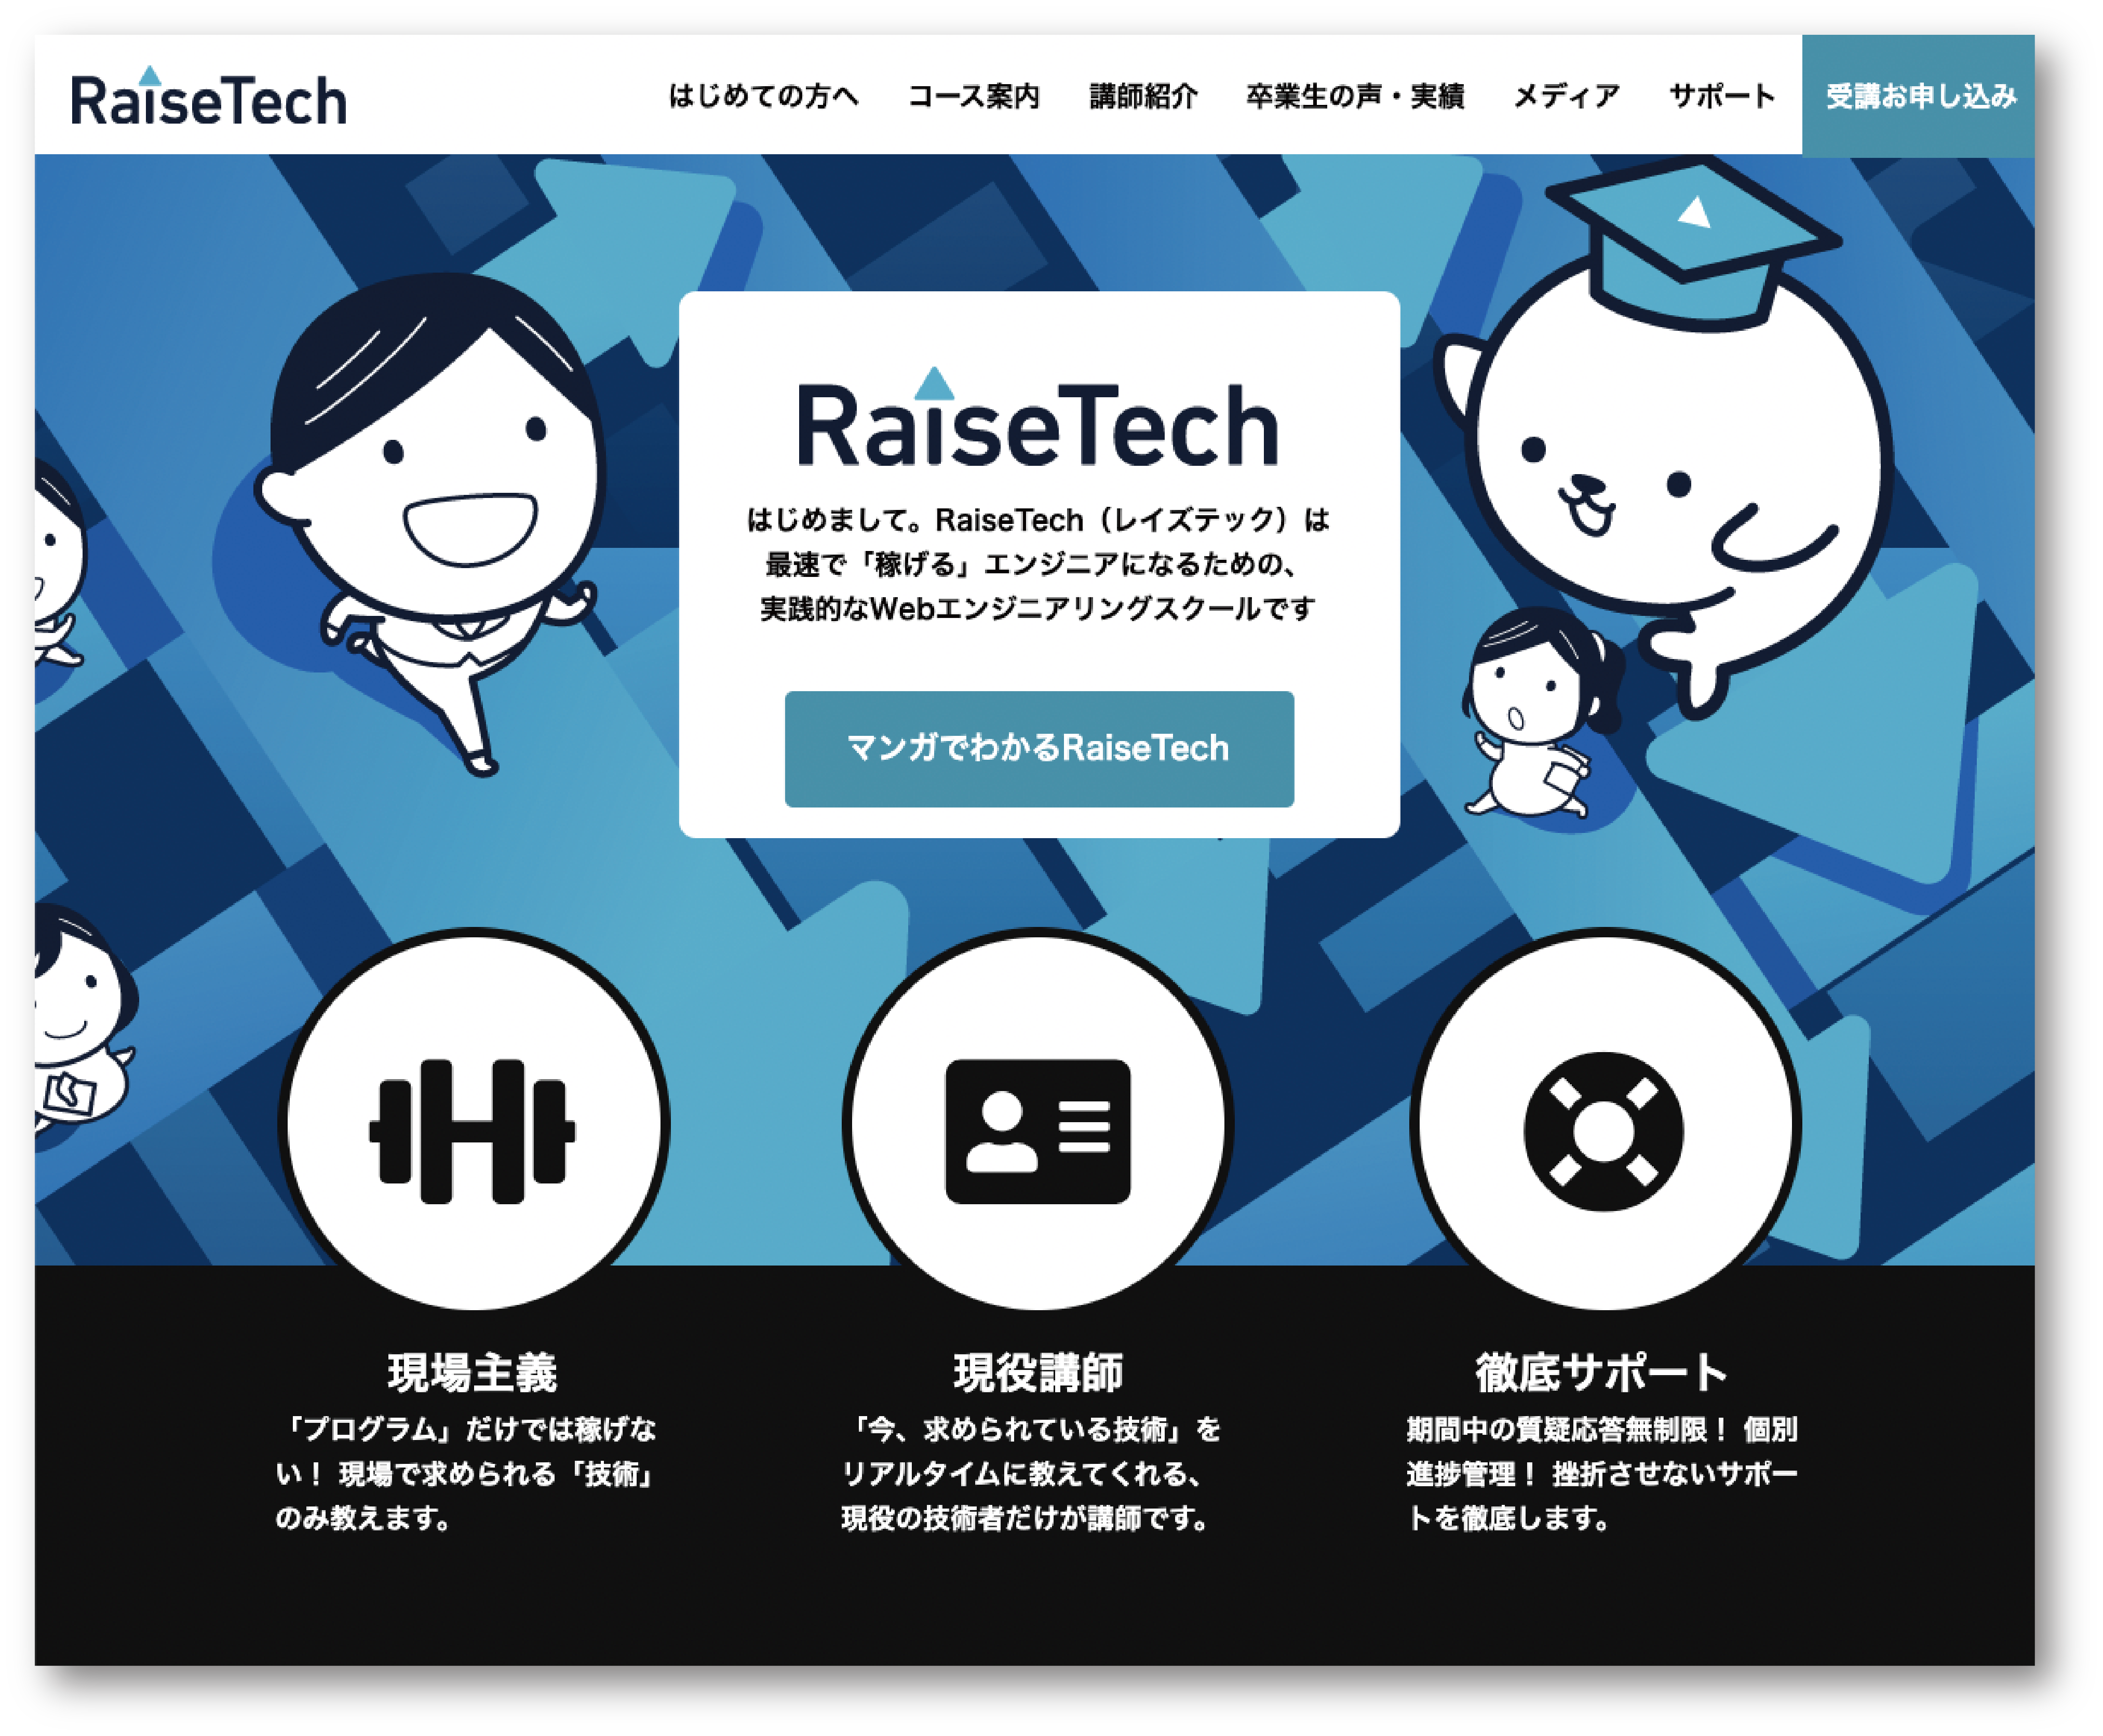 RaiseTech
はじめての方へ
コース案内
講師紹介
卒業生の声・実績
メディア
サポート
受講お申し込み
RaiseTech
はじめまして。RaiseTech（レイズテック）は
最速で「稼げる」エンジニアになるための、
実践的なWebエンジニアリングスクールです
マンガでわかるRaiseTech
現場主義
「プログラム」だけでは稼げな
い！ 現場で求められる「技術」
のみ教えます。
現役講師
「今、求められている技術」を
リアルタイムに教えてくれる、
現役の技術者だけが講師です。
徹底サポート
期間中の質疑応答無制限！ 個別
進捗管理！ 挫折させないサポー
トを徹底します。